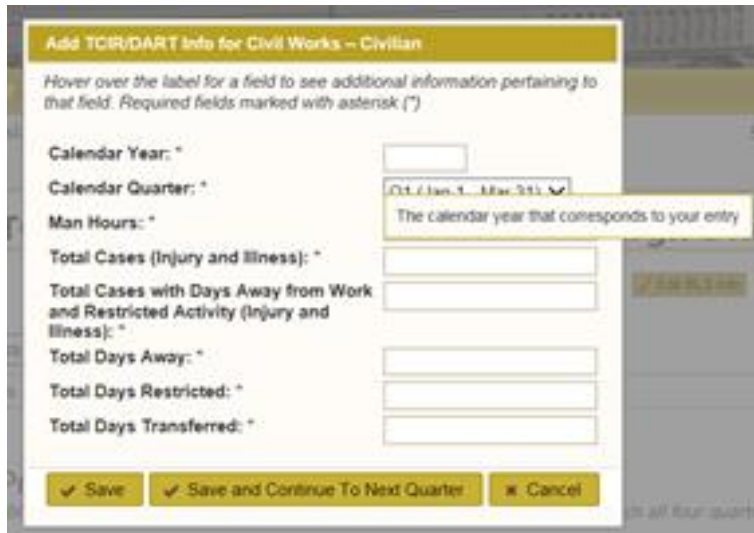 Add TCIR/DART Info for Civil Works – Civilian
Hover over the label for a field to see additional information pertaining to
that field. Required fields marked with asterisk (*)
Calendar Year: *
Calendar Quarter: *
Q1 (Jan 1 - Mar 31)
The calendar year that corresponds to your entry
Man Hours: *
Total Cases (Injury and Illness): *
Total Cases with Days Away from Work
and Restricted Activity (Injury and
Illness): *
Total Days Away: *
Total Days Restricted: *
Total Days Transferred: *
Save
Save and Continue To Next Quarter
Cancel
all four